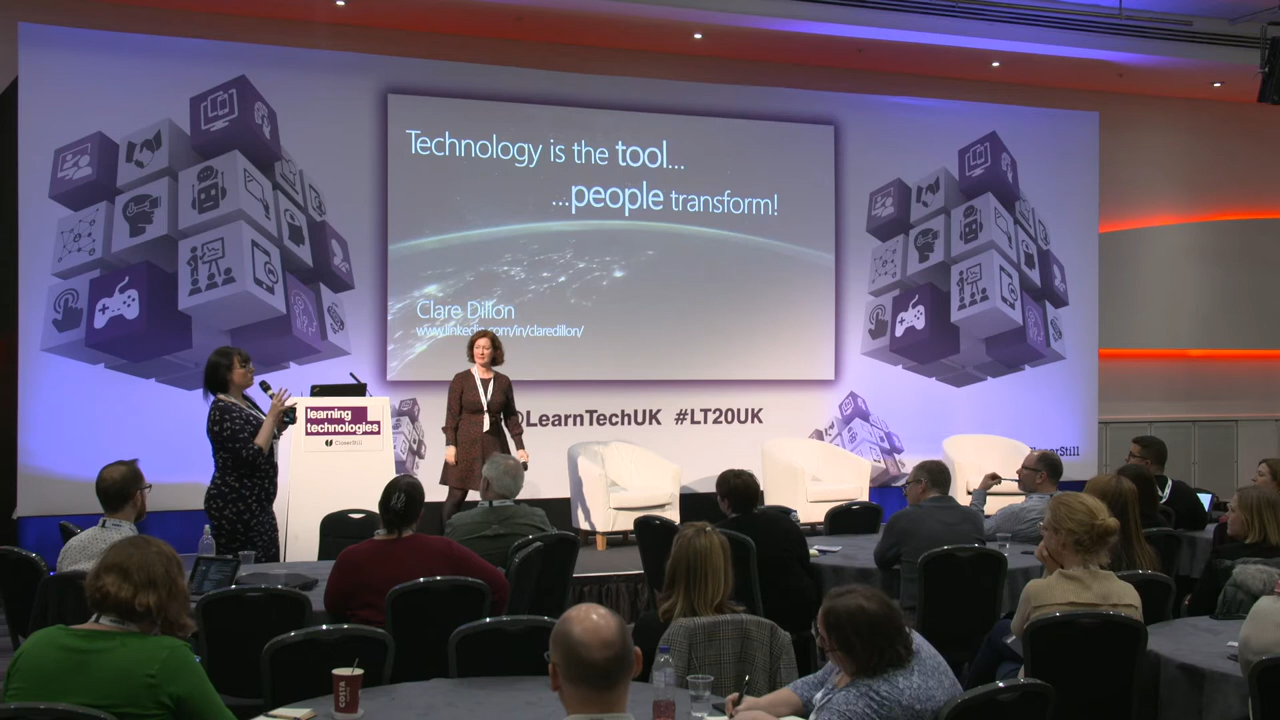 Technology is the tool...
...people transform!
Clare Dillon
www.linkedin.com/in/claredillon/
@LearnTechUK #LT20UK
learning
technologies
CloserStill
COSTA